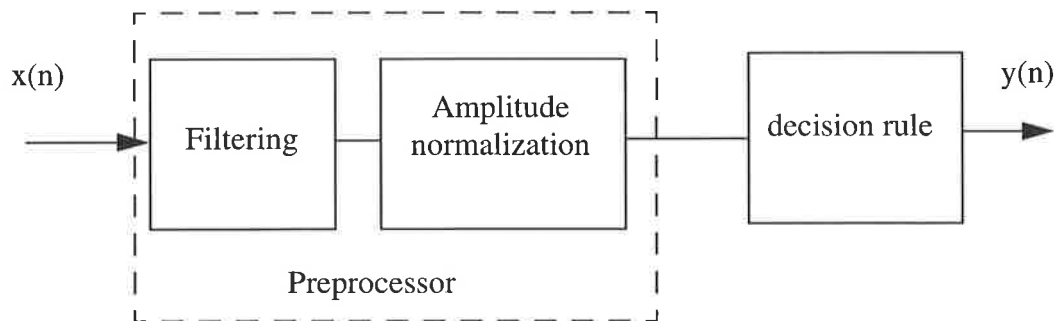 x(n)
Filtering
Amplitude
normalization
decision rule
y(n)
Preprocessor